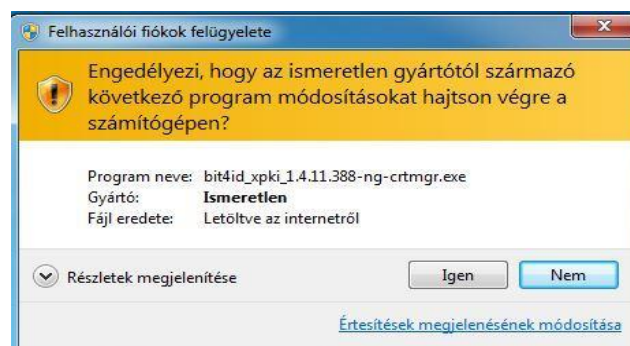 Felhasználói fiókok felügyelete
Engedélyezi, hogy az ismeretlen gyártótól származó
következő program módosításokat hajtson végre a
számítógépen?
Program neve: bit4id_xpki_1.4.11.388-ng-crtmgr.exe
Gyártó: Ismeretlen
Fájl eredete: Letöltve az internetről
Részletek megjelenítése
Igen
Nem
Értesítések megjelenésének módosítása